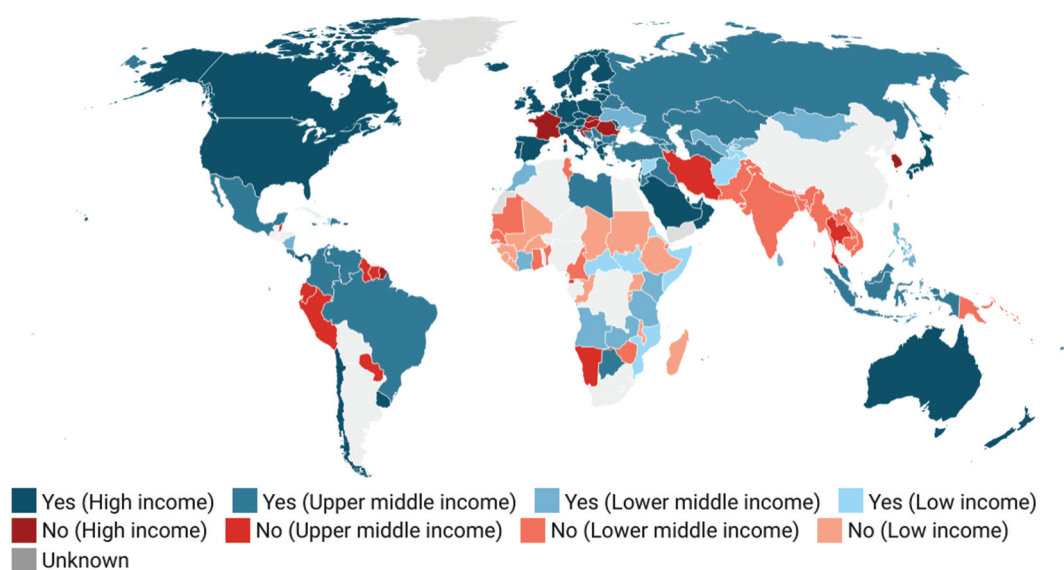 Yes (High income) Yes (Upper middle income) Yes (Lower middle income) Yes (Low income)
No (High income) No (Upper middle income) No (Lower middle income) No (Low income)
Unknown